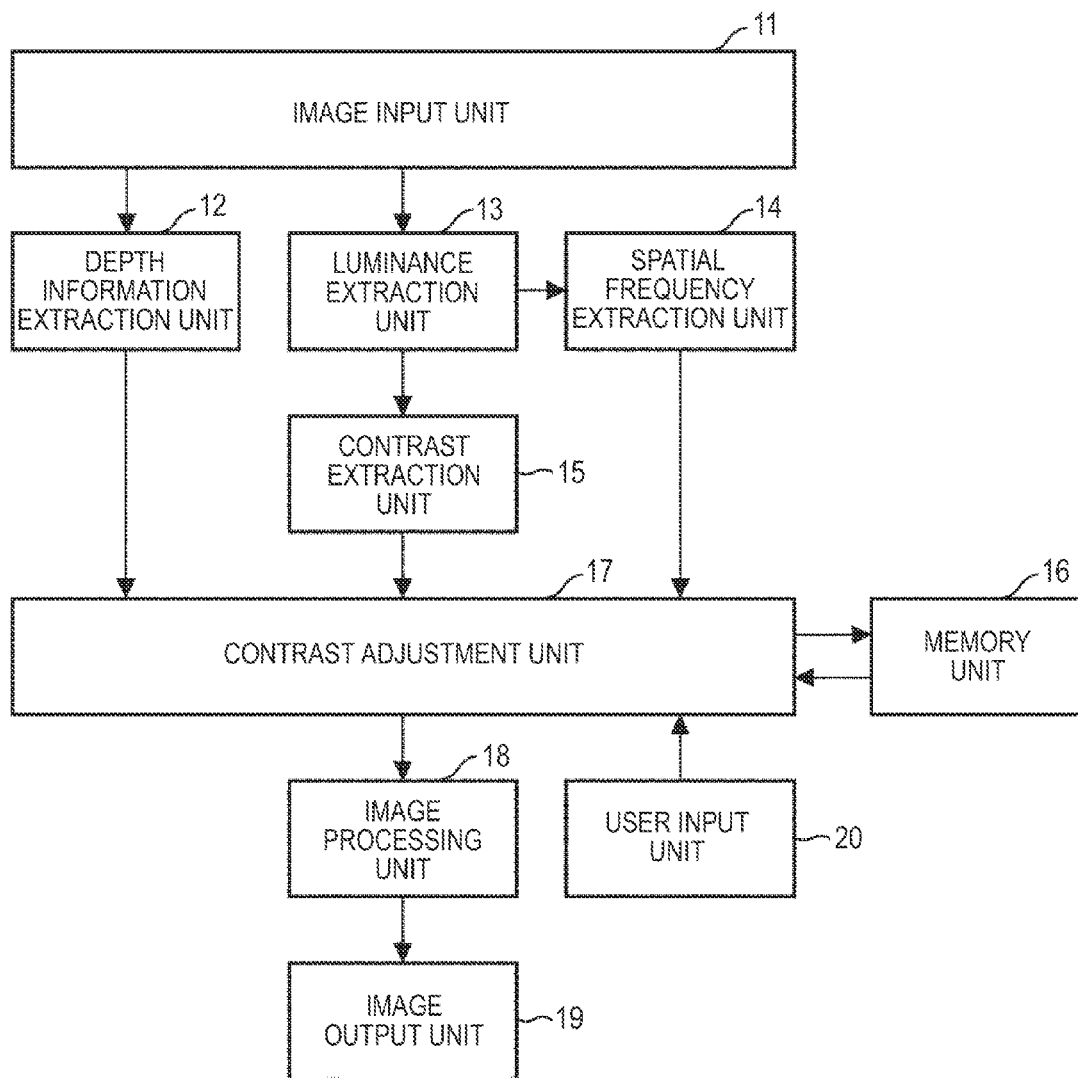 11
IMAGE INPUT UNIT
12
13
14
DEPTH
INFORMATION
EXTRACTION UNIT
LUMINANCE
EXTRACTION
UNIT
SPATIAL
FREQUENCY
EXTRACTION UNIT
CONTRAST
EXTRACTION
UNIT
15
17
16
CONTRAST ADJUSTMENT UNIT
MEMORY
UNIT
18
IMAGE
PROCESSING
UNIT
USER INPUT
UNIT
20
IMAGE
OUTPUT UNIT
19